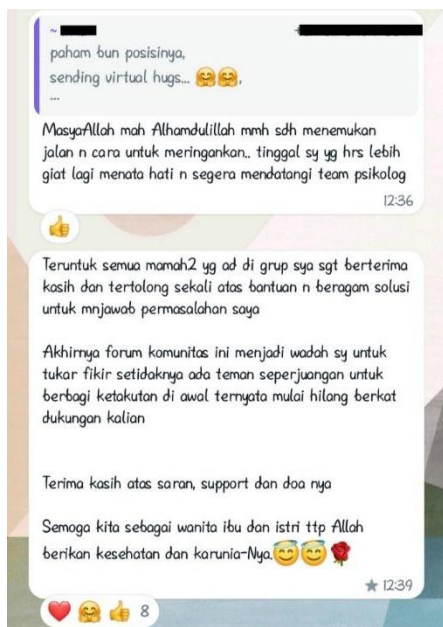 ~
paham bun posisinya,
sending virtual hugs... 🤗🤗,
...
MasyaAllah mah Alhamdulillah mmh sdh menemukan
jalan n cara untuk meringankan.. tinggal sy yg hrs lebih
giat lagi menata hati n segera mendatangi team psikolog
12:36
👍
Teruntuk semua mamah2 yg ad di grup sya sgt berterima
kasih dan tertolong sekali atas bantuan n beragam solusi
untuk mnjawab permasalahan saya
Akhirnya forum komunitas ini menjadi wadah sy untuk
tukar fikir setidaknya ada teman seperjuangan untuk
berbagi ketakutan di awal ternyata mulai hilang berkat
dukungan kalian
Terima kasih atas saran, support dan doa nya
Semoga kita sebagai wanita ibu dan istri ttp Allah
berikan kesehatan dan karunia-Nya.😇😇🌹
★ 12:39
❤️🤗👍 8